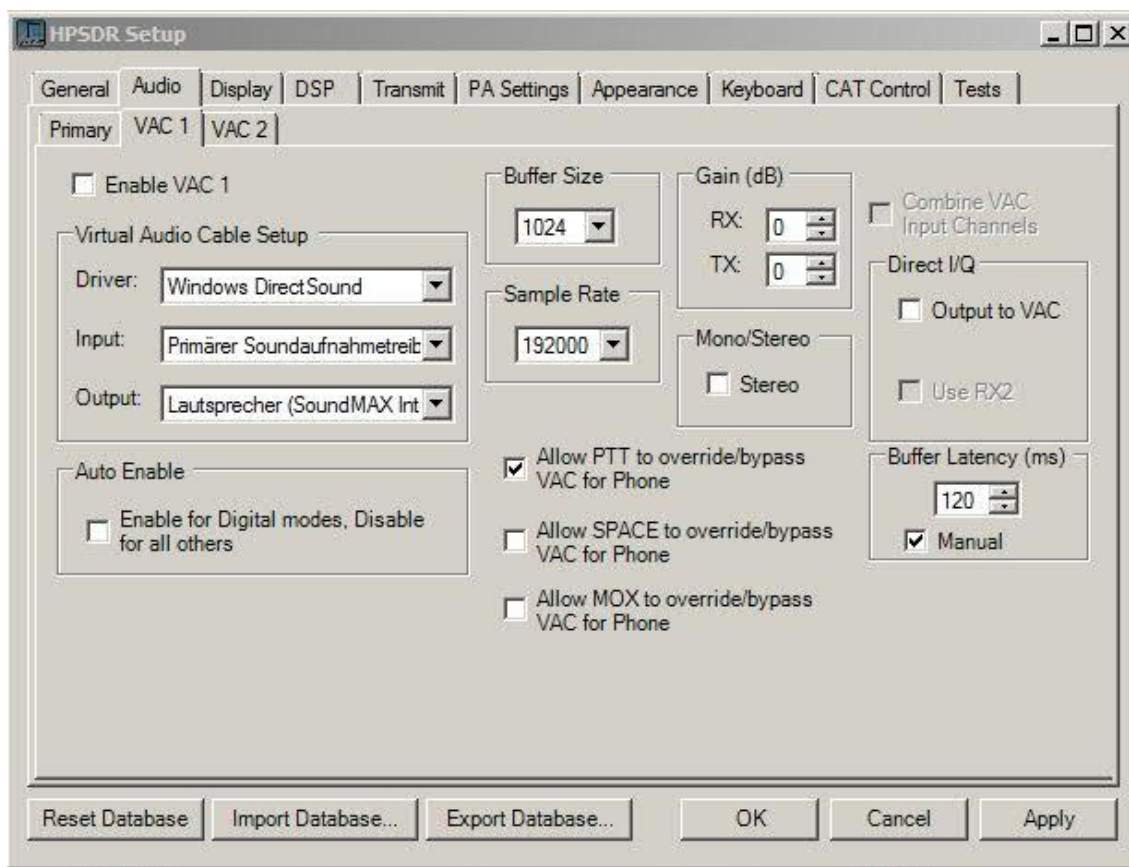 HPSDR Setup
General Audio Display DSP Transmit PA Settings Appearance Keyboard CAT Control Tests
Primary VAC 1 VAC 2
Enable VAC 1
Virtual Audio Cable Setup
Driver: Windows DirectSound
Input: Primärer Soundaufnahmetreib
Output: Lautsprecher (SoundMAX Int
Auto Enable
Enable for Digital modes, Disable
for all others
Buffer Size
1024
Sample Rate
192000
Gain (dB)
RX: 0
TX: 0
Mono/Stereo
Stereo
Allow PTT to override/bypass
VAC for Phone
Allow SPACE to override/bypass
VAC for Phone
Allow MOX to override/bypass
VAC for Phone
Combine VAC
Input Channels
Direct I/Q
Output to VAC
Use RX2
Buffer Latency (ms)
120
Manual
Reset Database Import Database... Export Database... OK Cancel Apply